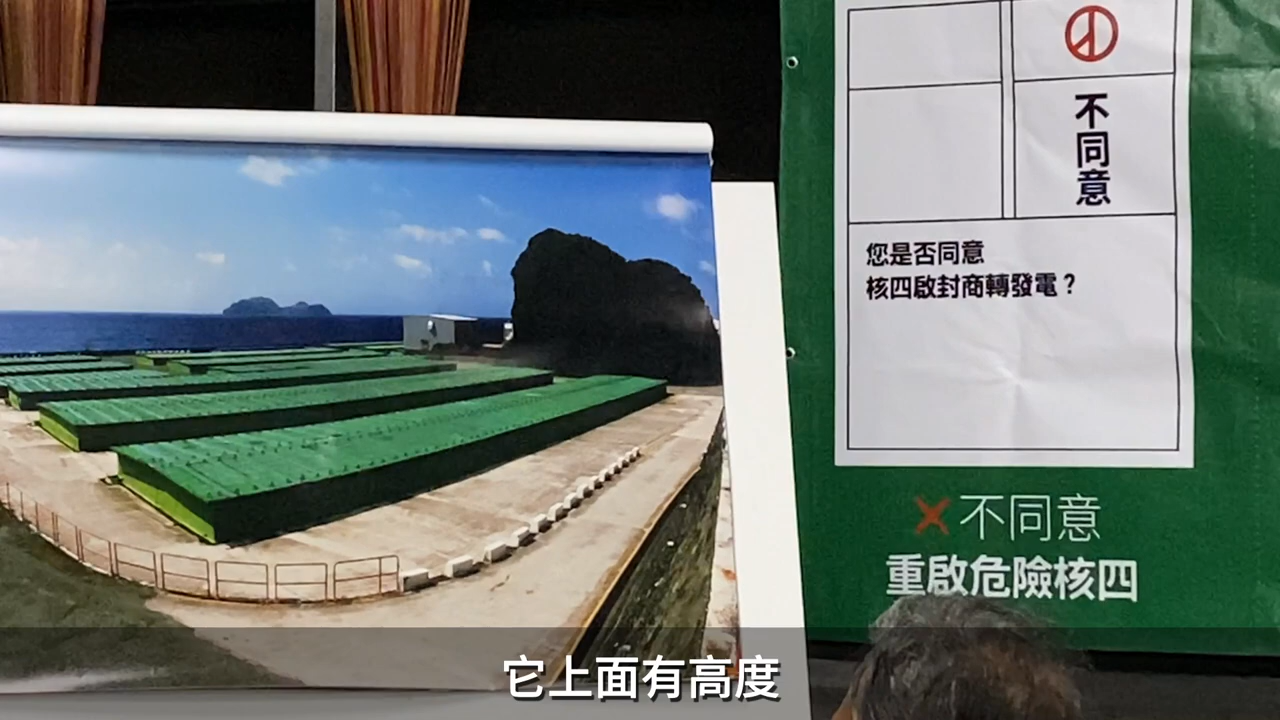 不同意
您是否同意
核四啟封商轉發電？
不同意
重啟危險核四
它上面有高度